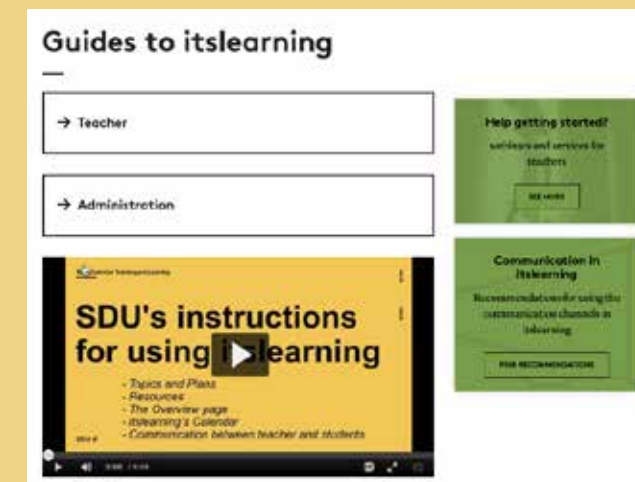 Guides to itslearning
→ Teacher
→ Administration
SDU's instructions
for using itslearning
- Topics and Plans
- Resources
- The Overview page
- itslearning's Calendar
- Communication between teacher and students
Help getting started?
webinars and services for
teachers
SEE MORE
Communication in
itslearning
Recommendations for using the
communication channels in
itslearning
FIND RECOMMENDATIONS